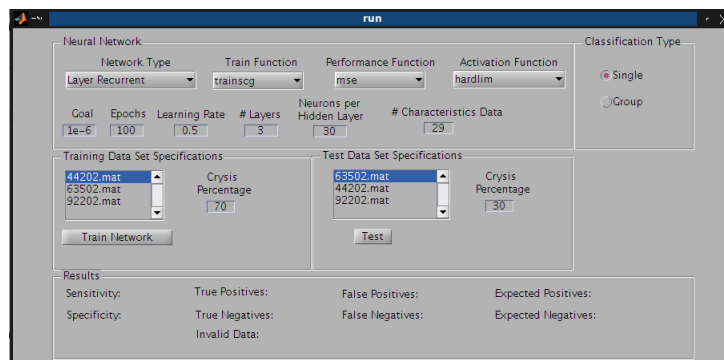 run
Neural Network
Classification Type
Network Type Train Function Performance Function Activation Function
Layer Recurrent trainscg mse hardlim
Single
Group
Goal Epochs Learning Rate # Layers Neurons per Hidden Layer # Characteristics Data
1e-6 100 0.5 3 30 29
Training Data Set Specifications
44202.mat
63502.mat
92202.mat
Crysis
Percentage
70
Train Network
Test Data Set Specifications
63502.mat
44202.mat
92202.mat
Crysis
Percentage
30
Test
Results
Sensitivity: True Positives: False Positives: Expected Positives:
Specificity: True Negatives: False Negatives: Expected Negatives:
Invalid Data: